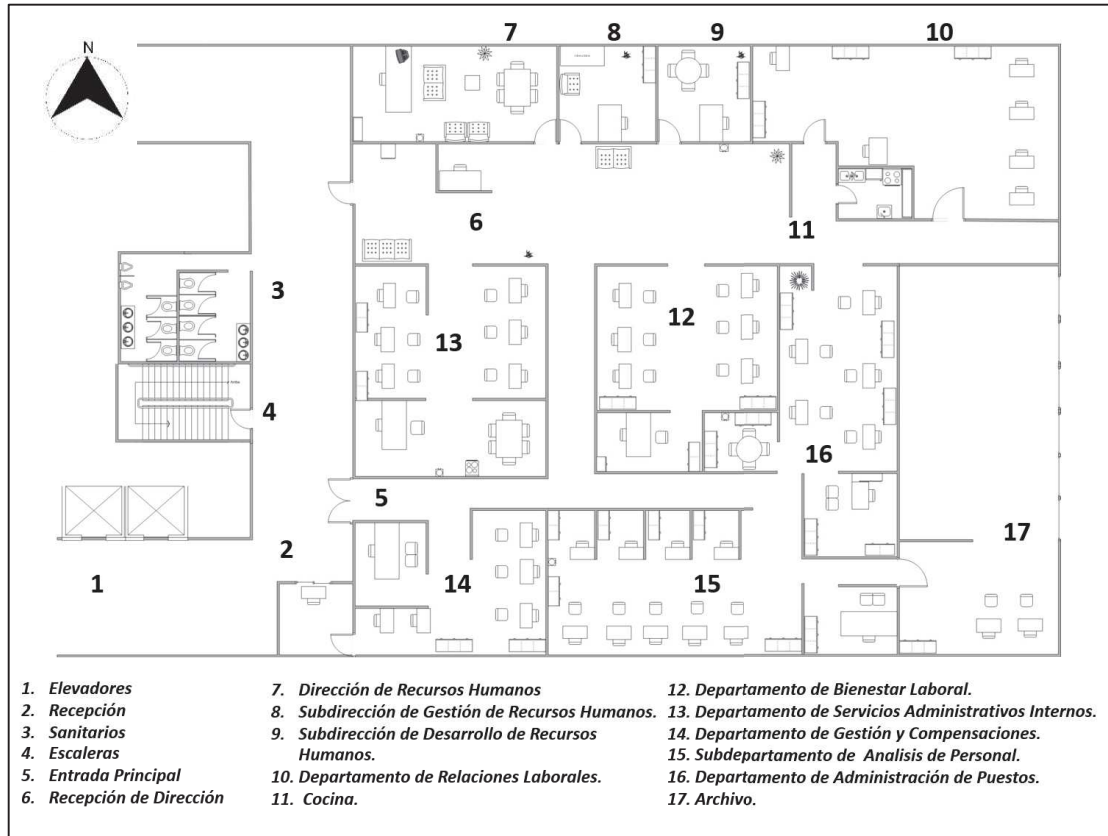 N
7
8
9
10
6
11
3
12
13
4
16
5
17
2
1
14
15
1. Elevadores
2. Recepción
3. Sanitarios
4. Escaleras
5. Entrada Principal
6. Recepción de Dirección
7. Dirección de Recursos Humanos
8. Subdirección de Gestión de Recursos Humanos.
9. Subdirección de Desarrollo de Recursos
Humanos.
10. Departamento de Relaciones Laborales.
11. Cocina.
12. Departamento de Bienestar Laboral.
13. Departamento de Servicios Administrativos Internos.
14. Departamento de Gestión y Compensaciones.
15. Subdepartamento de Analisis de Personal.
16. Departamento de Administración de Puestos.
17. Archivo.